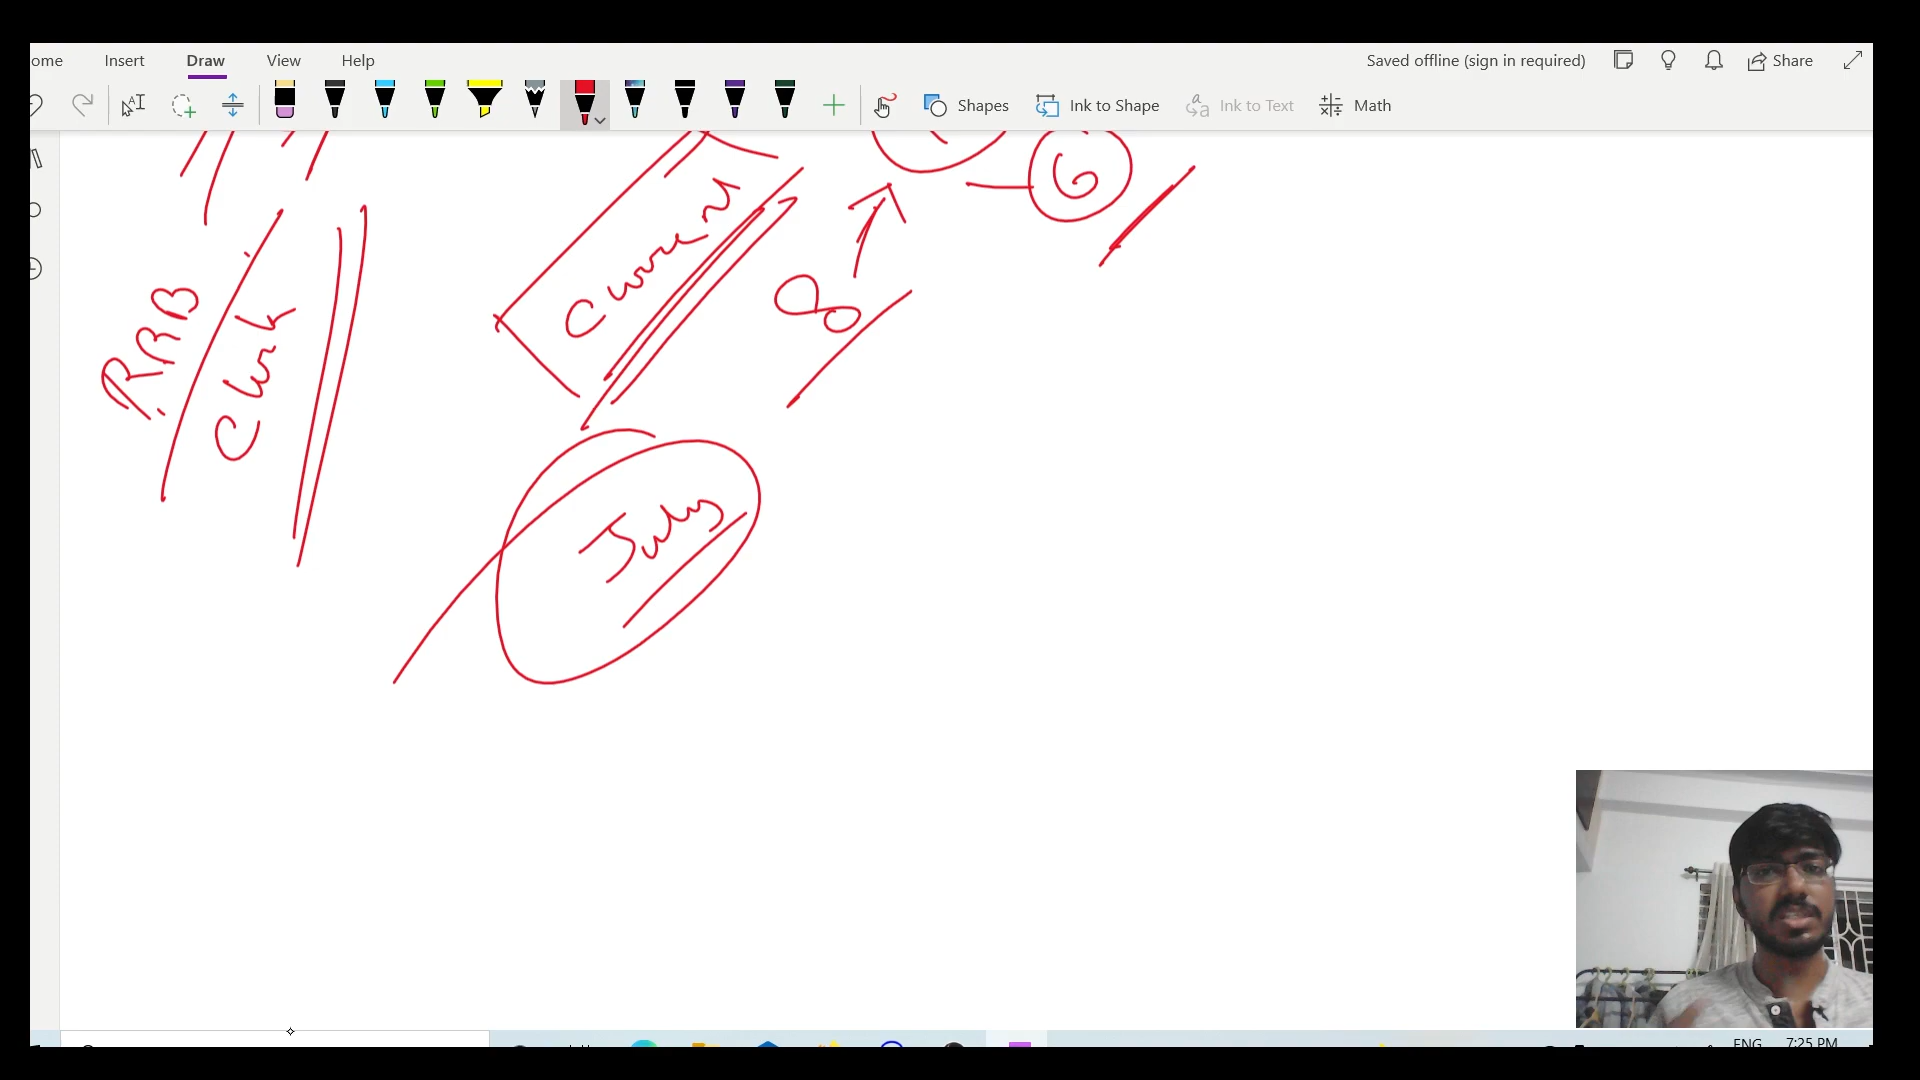 ome Insert Draw View Help Saved offline (sign in required) Share
Shapes Ink to Shape Ink to Text Math
6
Current
8
RRB
Clerk
July
ENG 7:25 PM